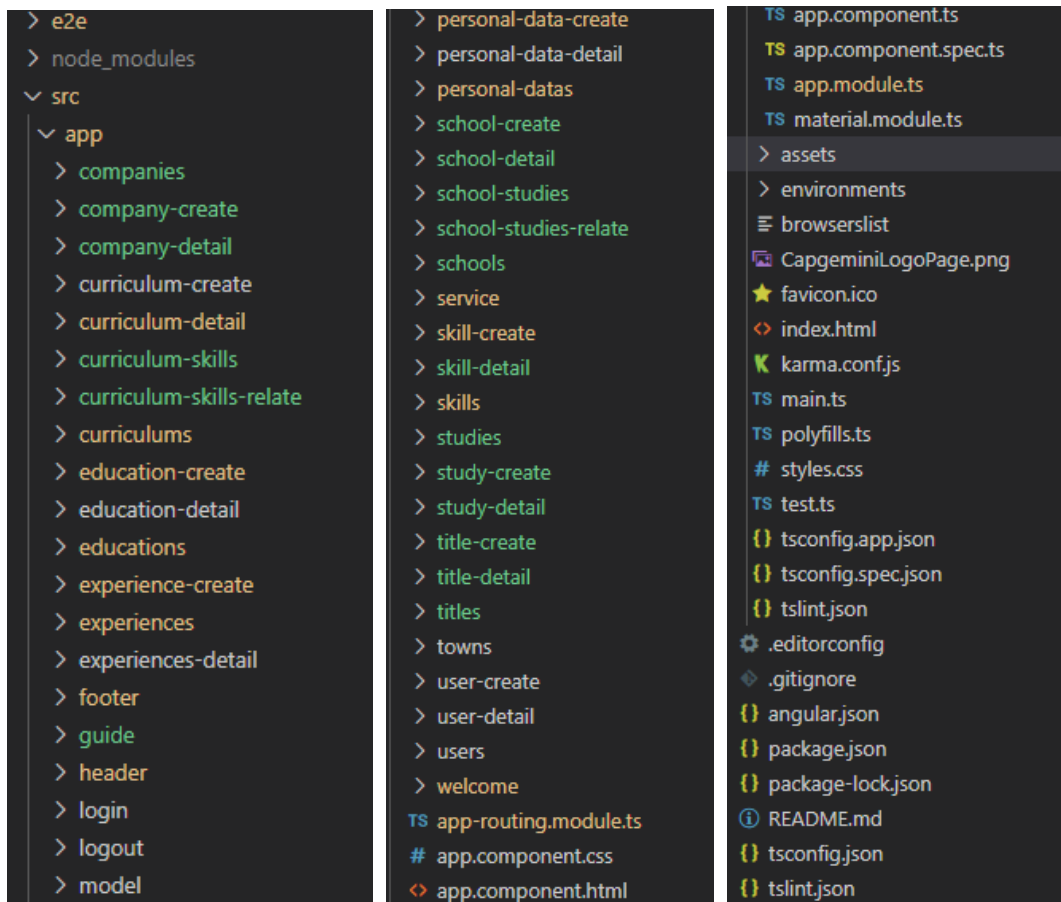 e2e
node_modules
src
app
companies
company-create
company-detail
curriculum-create
curriculum-detail
curriculum-skills
curriculum-skills-relate
curriculums
education-create
education-detail
educations
experience-create
experiences
experiences-detail
footer
guide
header
login
logout
model
personal-data-create
personal-data-detail
personal-datas
school-create
school-detail
school-studies
school-studies-relate
schools
service
skill-create
skill-detail
skills
studies
study-create
study-detail
title-create
title-detail
titles
towns
user-create
user-detail
users
welcome
TS app-routing.module.ts
# app.component.css
<> app.component.html
TS app.component.ts
TS app.component.spec.ts
TS app.module.ts
TS material.module.ts
assets
environments
browserslist
CapgeminiLogoPage.png
favicon.ico
<> index.html
K karma.conf.js
TS main.ts
TS polyfills.ts
# styles.css
TS test.ts
{} tsconfig.app.json
{} tsconfig.spec.json
{} tslint.json
.editorconfig
.gitignore
{} angular.json
{} package.json
{} package-lock.json
README.md
{} tsconfig.json
{} tslint.json